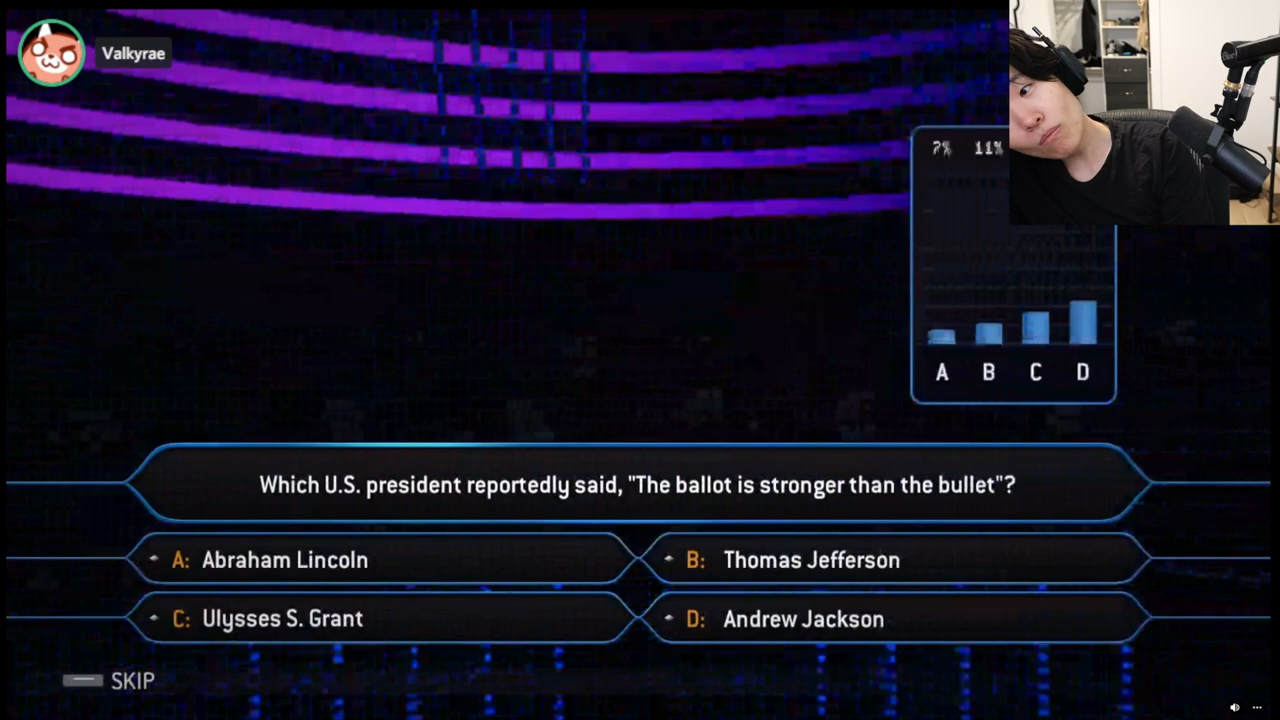 Valkyrae
7% 11%
A B C D
Which U.S. president reportedly said, "The ballot is stronger than the bullet"?
A: Abraham Lincoln
B: Thomas Jefferson
C: Ulysses S. Grant
D: Andrew Jackson
SKIP